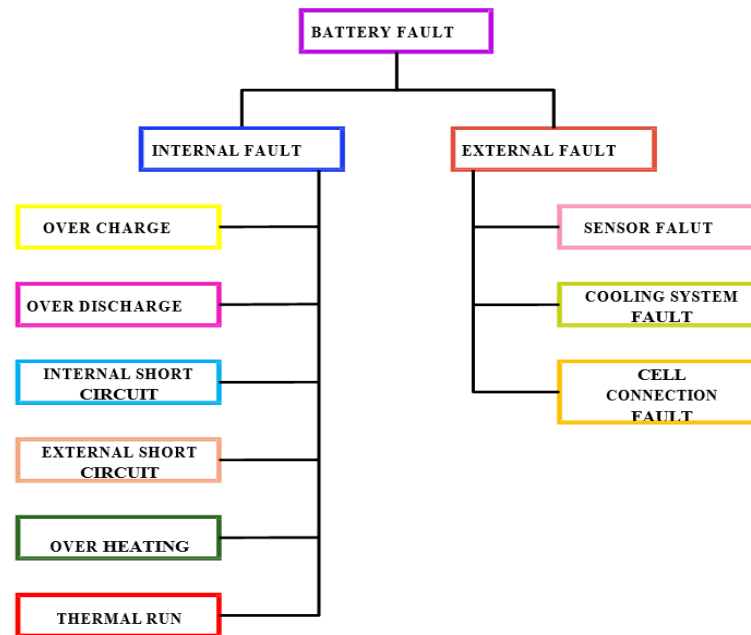 BATTERY FAULT
INTERNAL FAULT
EXTERNAL FAULT
OVER CHARGE
OVER DISCHARGE
INTERNAL SHORT
CIRCUIT
EXTERNAL SHORT
CIRCUIT
OVER HEATING
THERMAL RUN
SENSOR FALUT
COOLING SYSTEM
FAULT
CELL
CONNECTION
FAULT